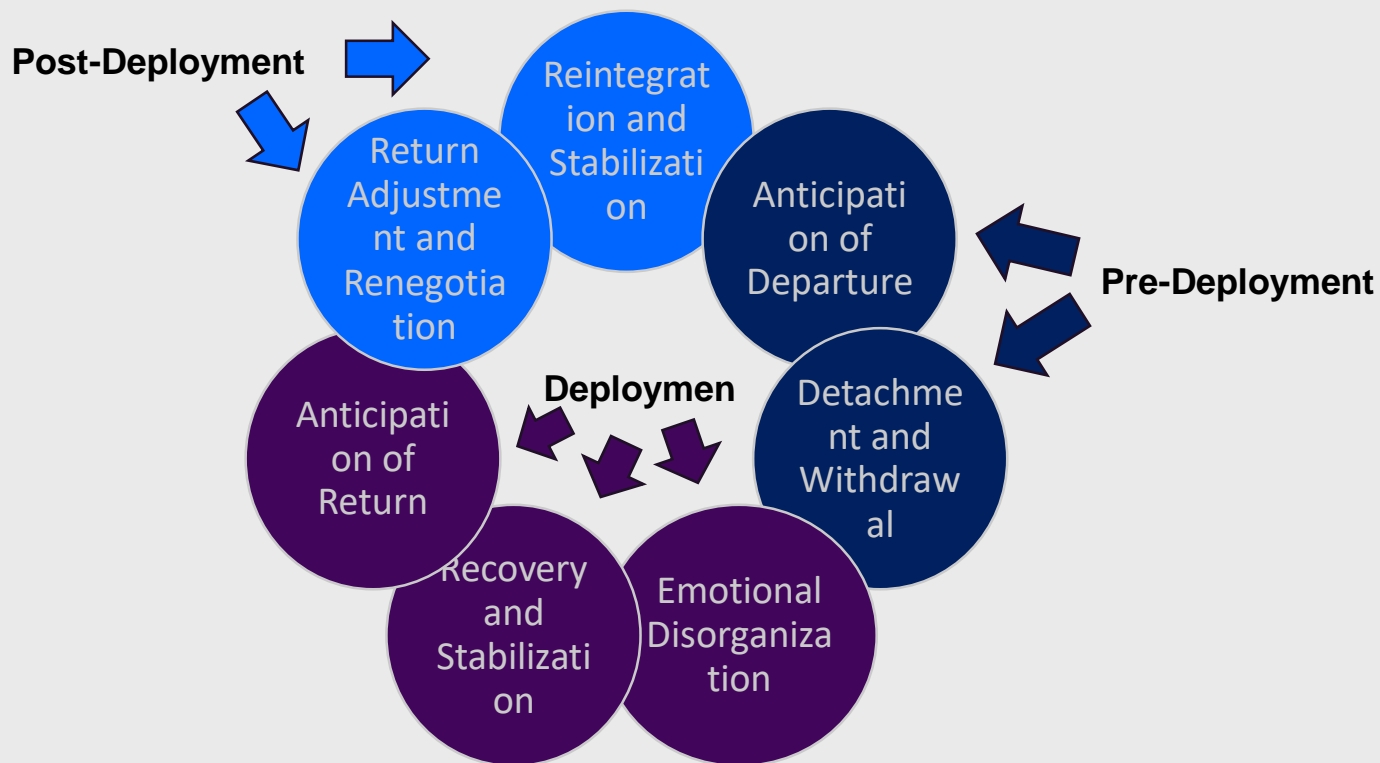 Post-Deployment
Reintegrat
ion and
Stabilizati
on
Return
Adjustme
nt and
Renegotia
tion
Anticipati
on of
Departure
Pre-Deployment
Deploymen
Detachme
nt and
Withdraw
al
Anticipati
on of
Return
Recovery
and
Stabilizati
on
Emotional
Disorganiza
tion